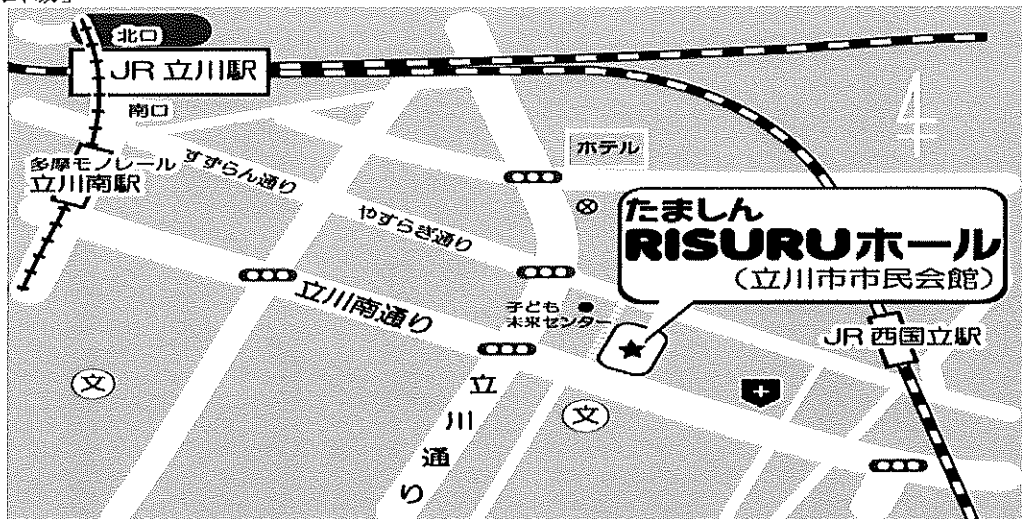 北口
JR 立川駅
南口
多摩モノレール
立川南駅
すずらん通り
ホテル
やすらぎ通り
たましん
RISURUホール
(立川市市民会館)
立川南通り
子ども
未来センター
JR 西国立駅
立川通り
文
文